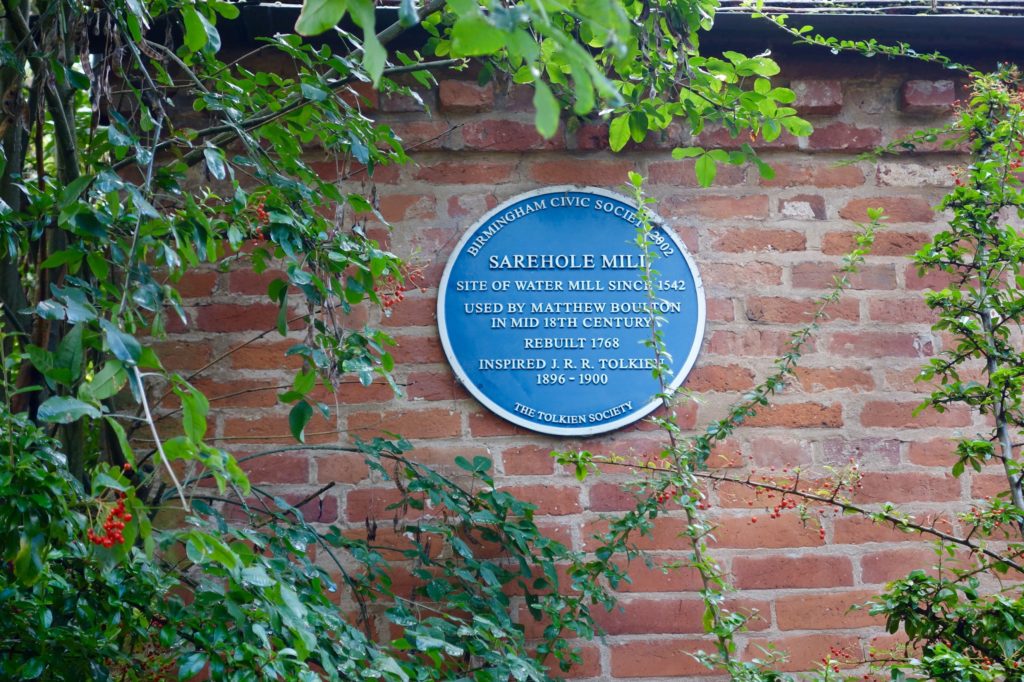 BIRMINGHAM CIVIC SOCIETY 2002
SAREHOLE MILL
SITE OF WATER MILL SINCE 1542
USED BY MATTHEW BOULTON
IN MID 18TH CENTURY
REBUILT 1768
INSPIRED J. R. R. TOLKIEN
1896 - 1900
THE TOLKIEN SOCIETY